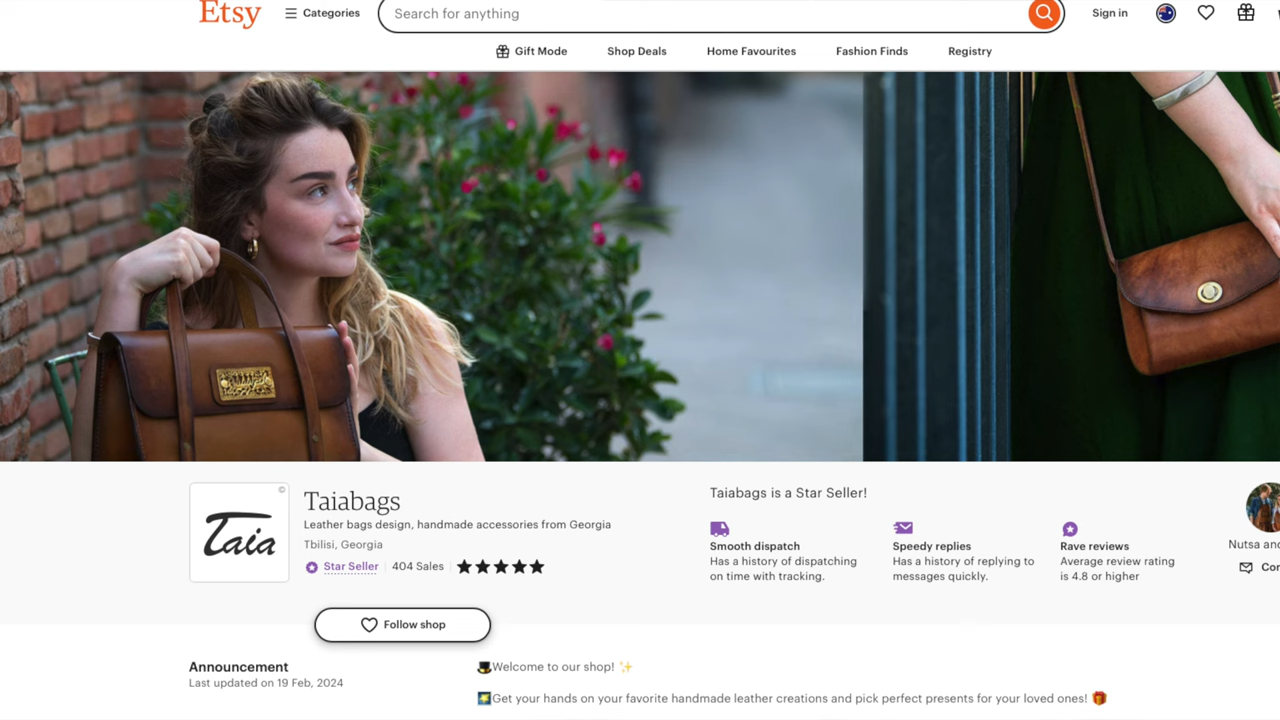 Etsy
Categories
Search for anything
Sign in
Gift Mode
Shop Deals
Home Favourites
Fashion Finds
Registry
Taia
©
Taiabags
Leather bags design, handmade accessories from Georgia
Tbilisi, Georgia
Star Seller
404 Sales
Follow shop
Taiabags is a Star Seller!
Smooth dispatch
Has a history of dispatching
on time with tracking.
Speedy replies
Has a history of replying to
messages quickly.
Rave reviews
Average review rating
is 4.8 or higher
Nutsa
Announcement
Last updated on 19 Feb, 2024
🎩Welcome to our shop! ✨
Get your hands on your favorite handmade leather creations and pick perfect presents for your loved ones! 🎁